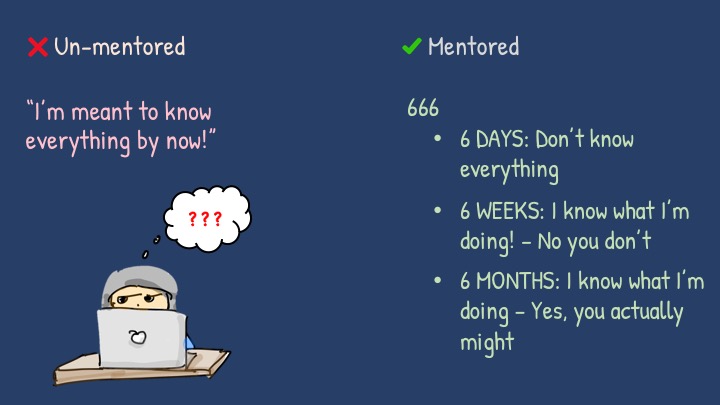 Un-mentored
"I'm meant to know
everything by now!"
???
Mentored
666
• 6 DAYS: Don't know
everything
• 6 WEEKS: I know what I'm
doing! – No you don't
• 6 MONTHS: I know what I'm
doing – Yes, you actually
might